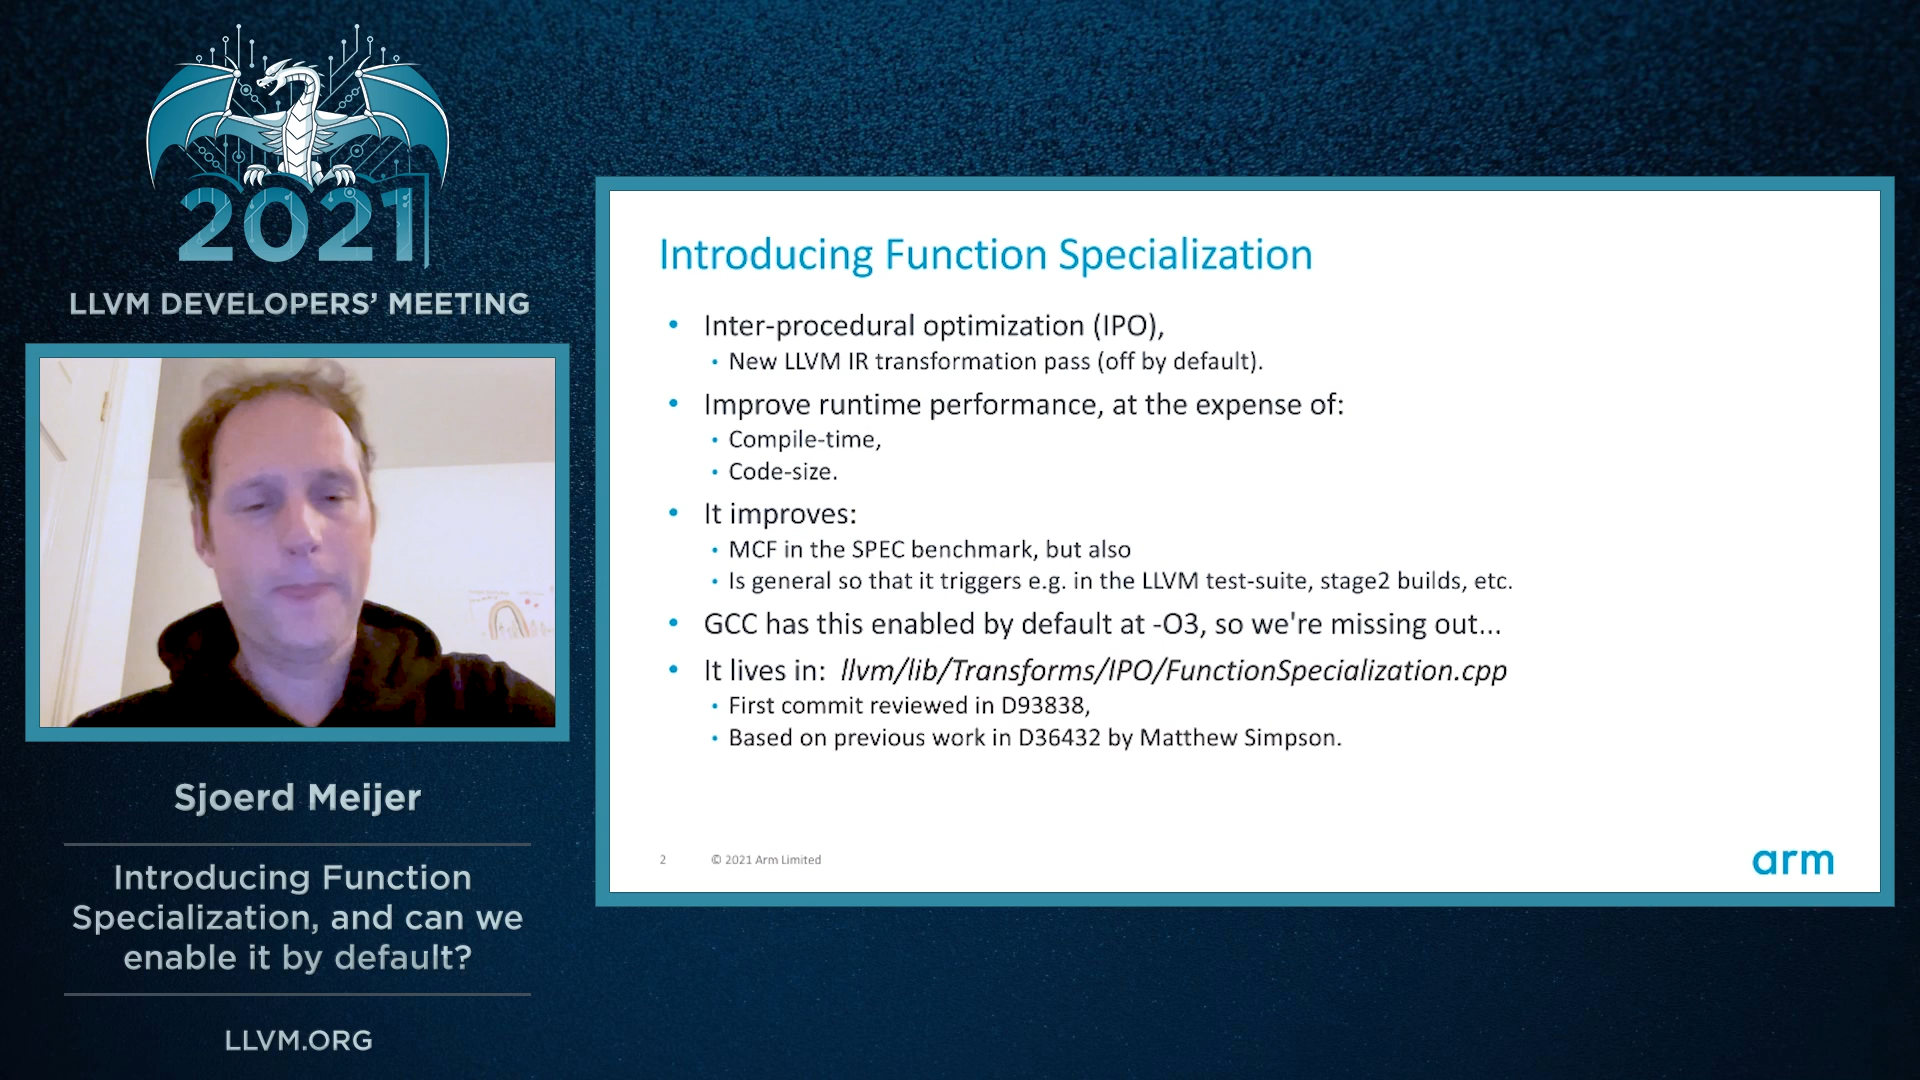 2021
LLVM DEVELOPERS’ MEETING
Sjoerd Meijer
Introducing Function
Specialization, and can we
enable it by default?
LLVM.ORG
Introducing Function Specialization
• Inter-procedural optimization (IPO),
• New LLVM IR transformation pass (off by default).
• Improve runtime performance, at the expense of:
• Compile-time,
• Code-size.
• It improves:
• MCF in the SPEC benchmark, but also
• Is general so that it triggers e.g. in the LLVM test-suite, stage2 builds, etc.
• GCC has this enabled by default at -O3, so we're missing out...
• It lives in: llvm/lib/Transforms/IPO/FunctionSpecialization.cpp
• First commit reviewed in D93838,
• Based on previous work in D36432 by Matthew Simpson.
2 © 2021 Arm Limited
arm